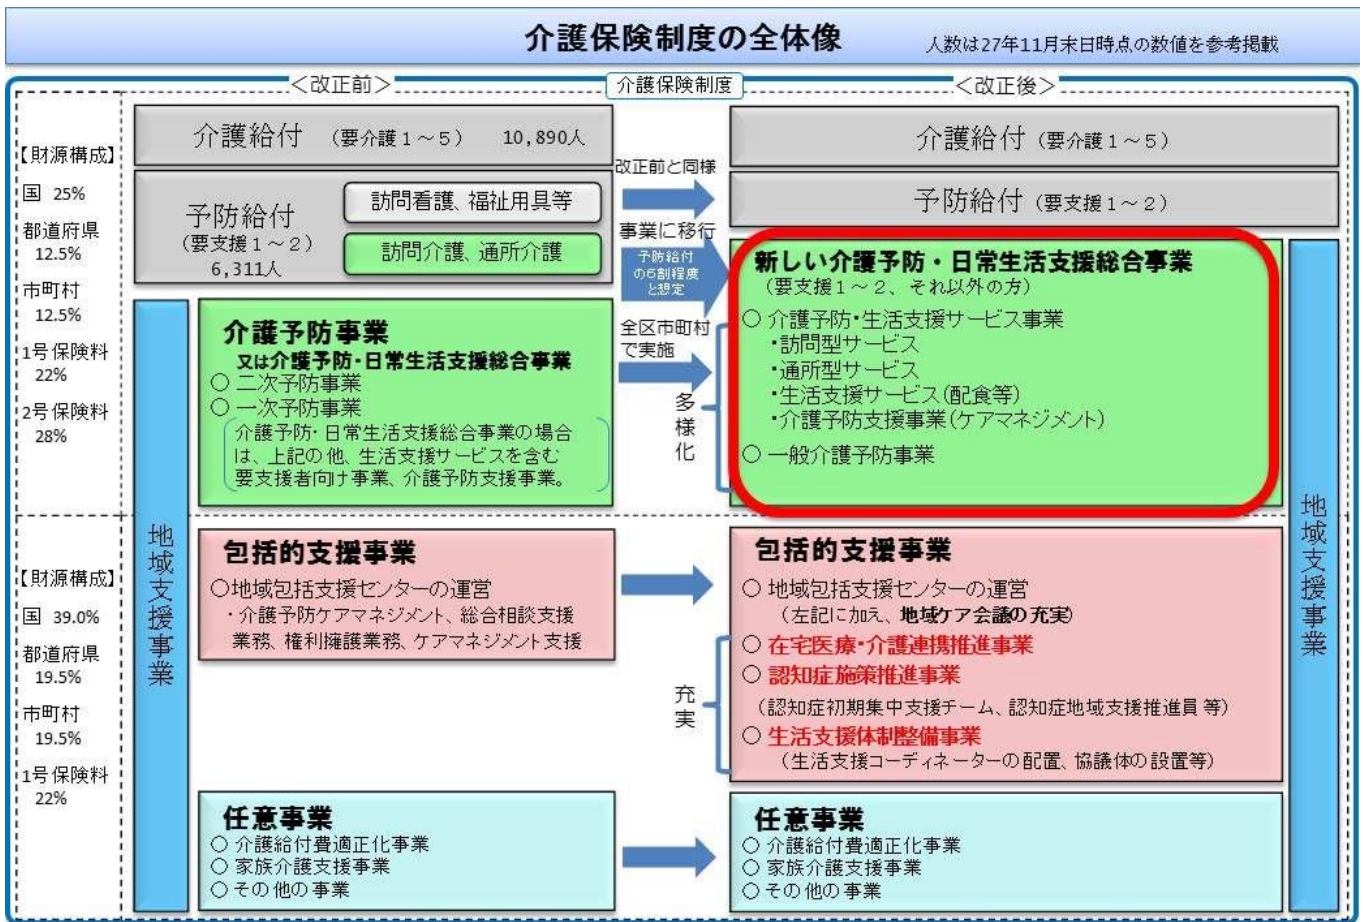 介護保険制度の全体像
人数は27年11月末日時点の数値を参考掲載
介護保険制度
＜改正前＞
＜改正後＞
【財源構成】
国 25%
都道府県
12.5%
市町村
12.5%
1号保険料
22%
2号保険料
28%
【財源構成】
国 39.0%
都道府県
19.5%
市町村
19.5%
1号保険料
22%
介護給付 （要介護１～５） 10,890人
予防給付
（要支援１～２）
6,311人
訪問看護、福祉用具等
訪問介護、通所介護
地域支援事業
介護予防事業
又は介護予防・日常生活支援総合事業
○ 二次予防事業
○ 一次予防事業
介護予防・日常生活支援総合事業の場合
は、上記の他、生活支援サービスを含む
要支援者向け事業、介護予防支援事業。
包括的支援事業
○地域包括支援センターの運営
・介護予防ケアマネジメント、総合相談支援
業務、権利擁護業務、ケアマネジメント支援
任意事業
○ 介護給付費適正化事業
○ 家族介護支援事業
○ その他の事業
改正前と同様
事業に移行
予防給付
の6割程度
と想定
全区市町村
で実施
多様化
充実
介護給付（要介護１～５）
予防給付（要支援１～２）
新しい介護予防・日常生活支援総合事業
（要支援１～２、それ以外の方）
○ 介護予防・生活支援サービス事業
・訪問型サービス
・通所型サービス
・生活支援サービス（配食等）
・介護予防支援事業（ケアマネジメント）
○ 一般介護予防事業
包括的支援事業
○ 地域包括支援センターの運営
（左記に加え、地域ケア会議の充実）
○ 在宅医療・介護連携推進事業
○ 認知症施策推進事業
（認知症初期集中支援チーム、認知症地域支援推進員 等）
○ 生活支援体制整備事業
（生活支援コーディネーターの配置、協議体の設置等）
任意事業
○ 介護給付費適正化事業
○ 家族介護支援事業
○ その他の事業
地域支援事業